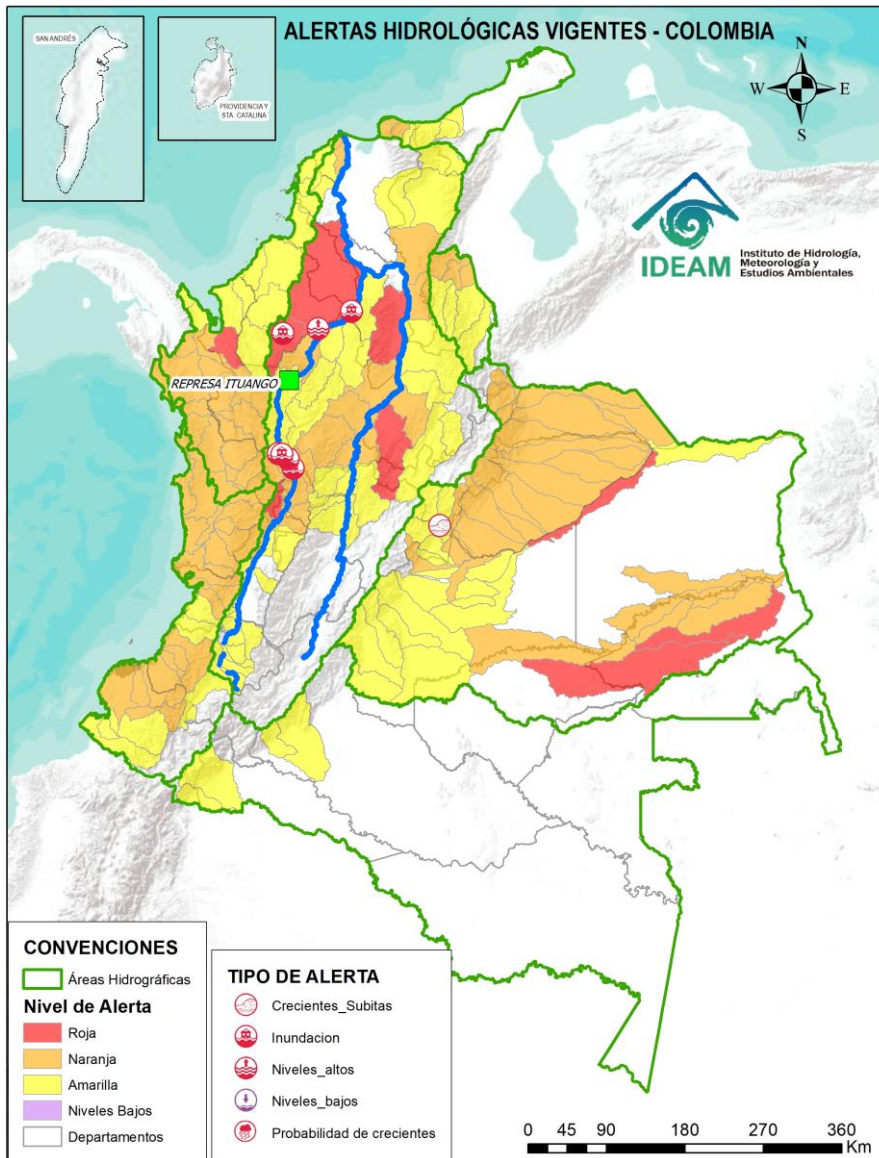 ALERTAS HIDROLÓGICAS VIGENTES - COLOMBIA
SAN ANDRÉS
PROVIDENCIA Y
STA. CATALINA
N
W
E
S
IDEAM
Instituto de Hidrología,
Meteorología y
Estudios Ambientales
REPRESA ITUANGO
CONVENCIONES
Áreas Hidrográficas
Nivel de Alerta
Roja
Naranja
Amarilla
Niveles Bajos
Departamentos
TIPO DE ALERTA
Crecientes_Subitas
Inundacion
Niveles_altos
Niveles_bajos
Probabilidad de crecientes
0 45 90 180 270 360
Km